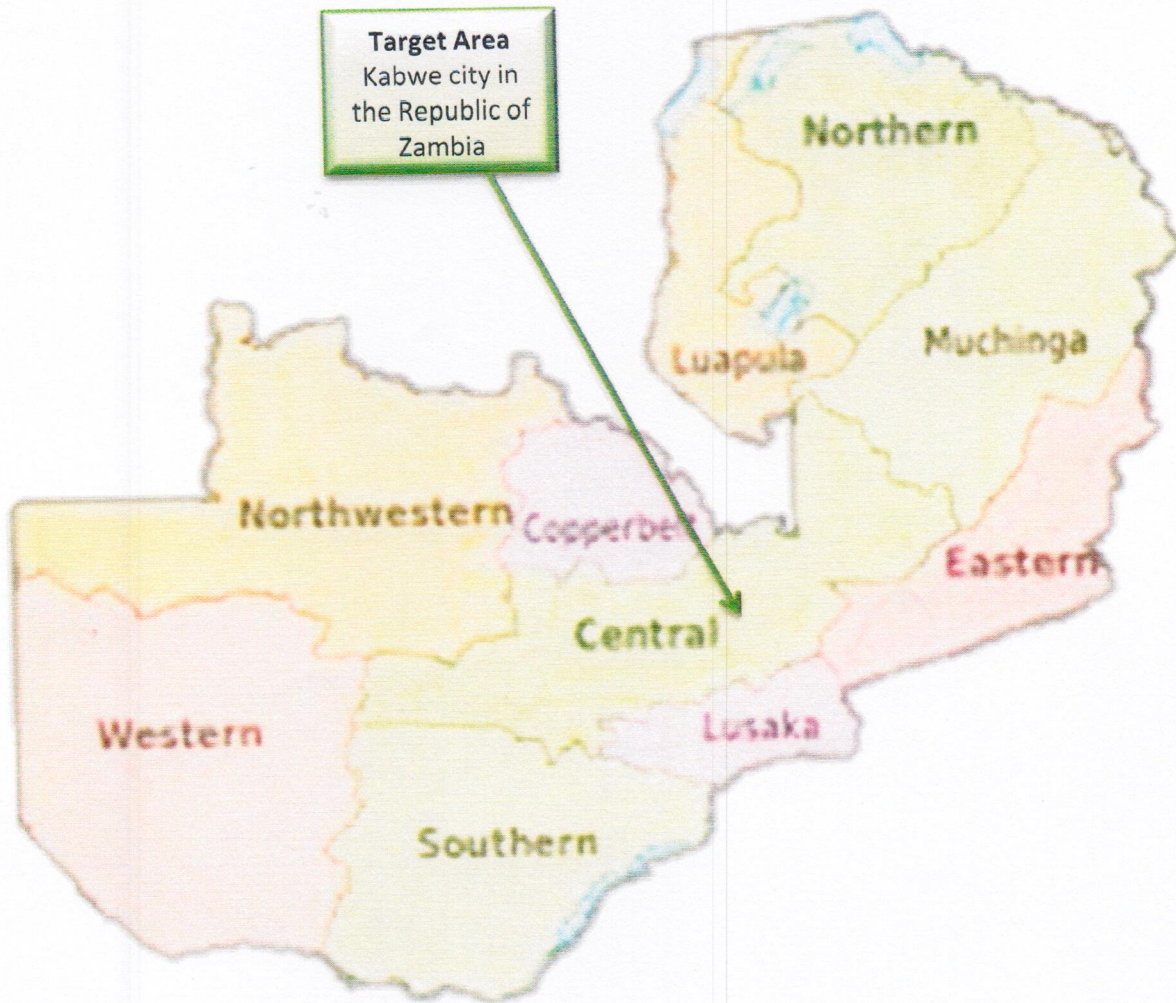 Target Area
Kabwe city in
the Republic of
Zambia
Northern
Muchinga
Luapula
Northwestern
Copperbelt
Eastern
Central
Western
Lusaka
Southern